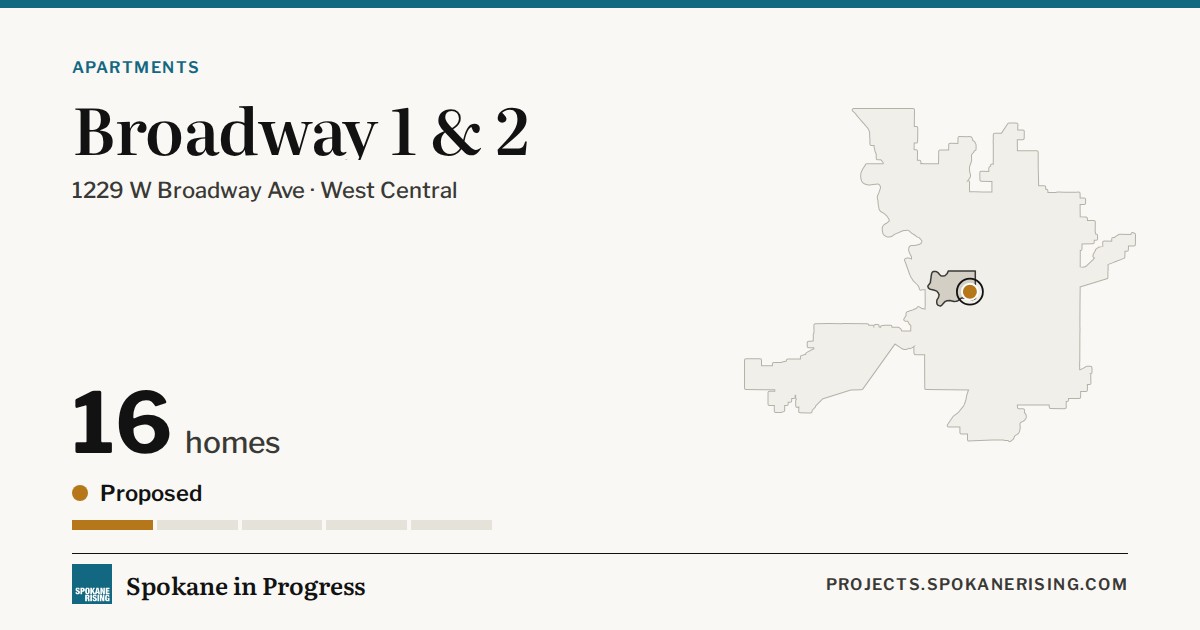 APARTMENTS
Broadway 1 & 2
1229 W Broadway Ave · West Central
16 homes
Proposed
SPOKANE
RISING
Spokane in Progress
PROJECTS.SPOKANERISING.COM